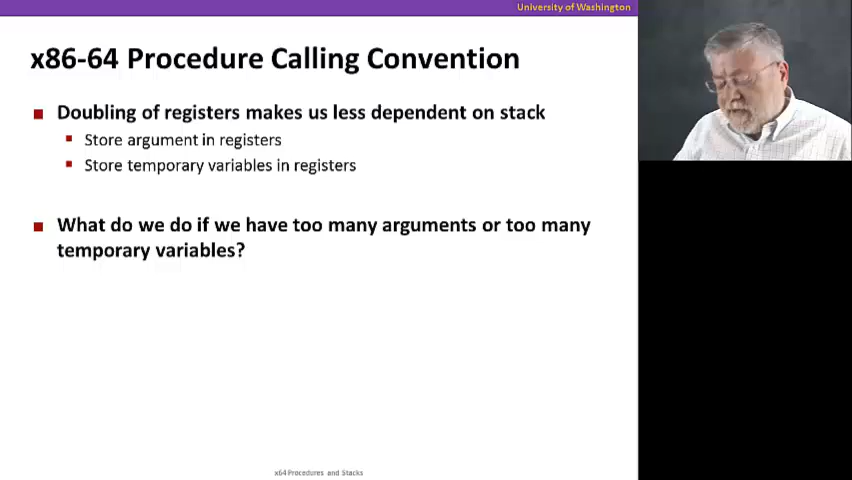 University of Washington
x86-64 Procedure Calling Convention
Doubling of registers makes us less dependent on stack
Store argument in registers
Store temporary variables in registers
What do we do if we have too many arguments or too many
temporary variables?
x64 Procedures and Stacks